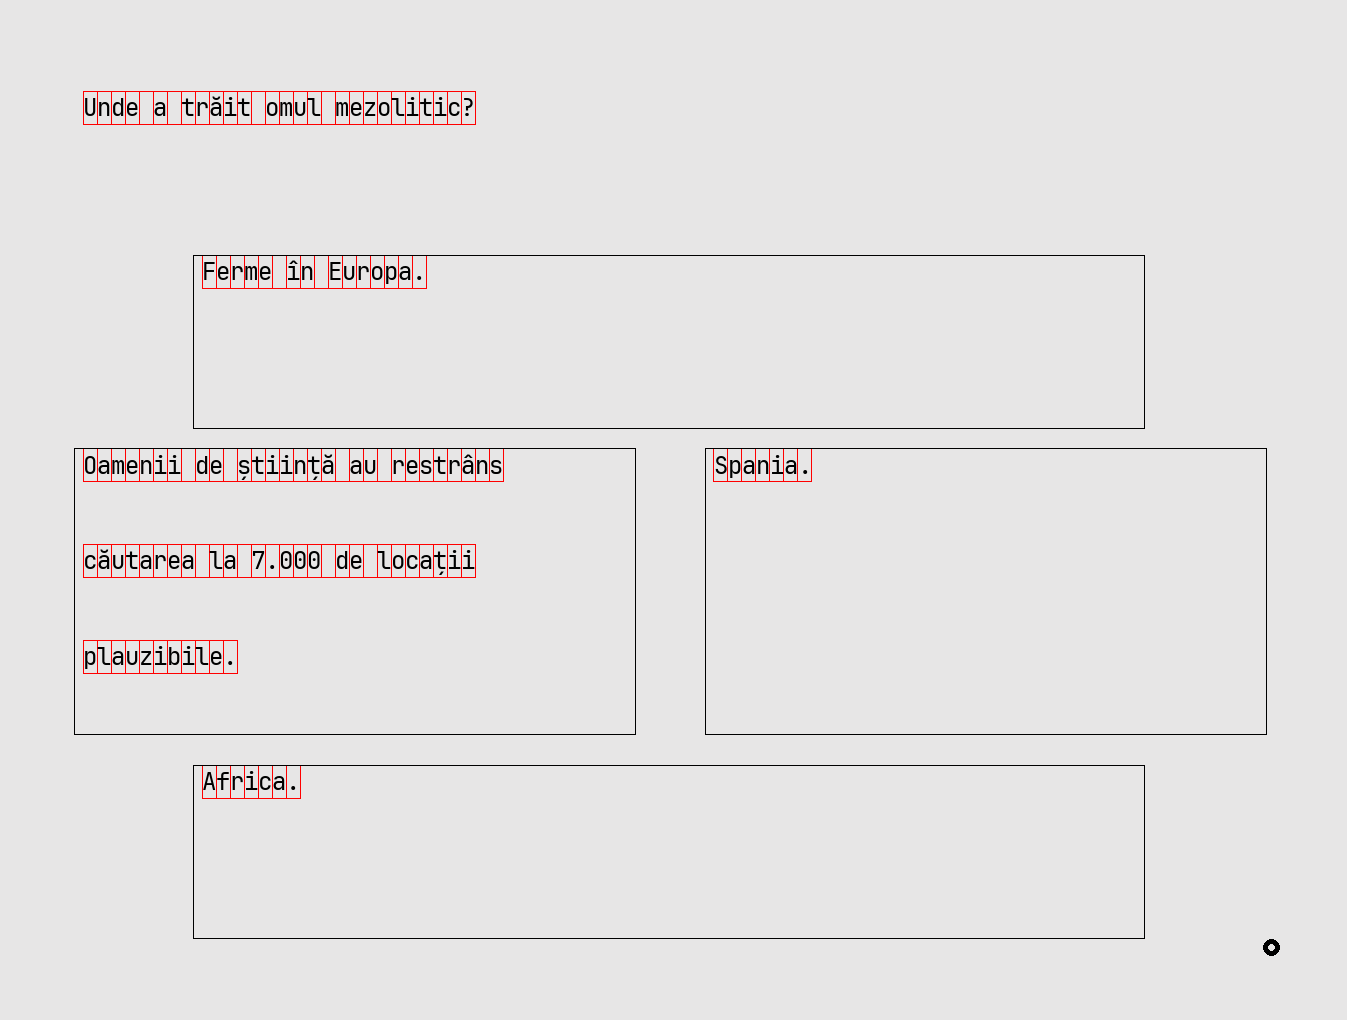 Unde a trăit omul mezolitic?
Ferme în Europa.
Oamenii de știință au restrâns
căutarea la 7.000 de locații
plauzibile.
Spania.
Africa.